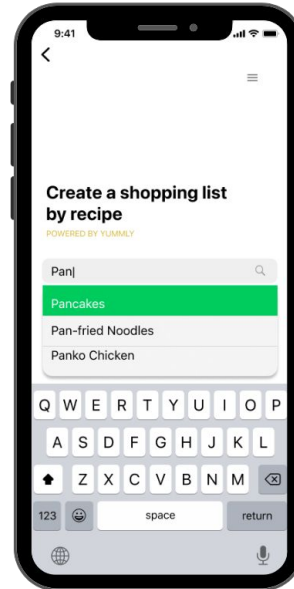 9:41
Create a shopping list
by recipe
POWERED BY YUMMLY
Pan
Pancakes
Pan-fried Noodles
Panko Chicken
Q W E R T Y U I O P
A S D F G H J K L
Z X C V B N M
123 space return